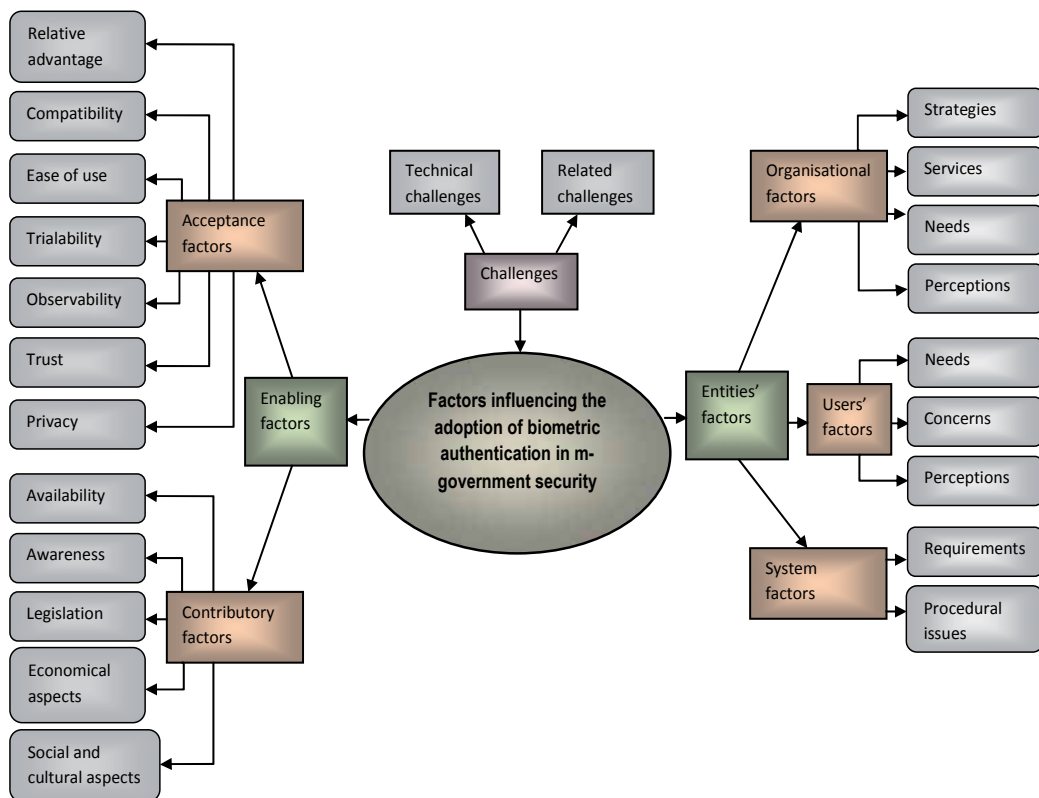 Relative
advantage
Compatibility
Ease of use
Trialability
Observability
Trust
Privacy
Acceptance
factors
Enabling
factors
Availability
Awareness
Legislation
Economical
aspects
Social and
cultural aspects
Contributory
factors
Technical
challenges
Related
challenges
Challenges
Factors influencing the
adoption of biometric
authentication in m-
government security
Entities’
factors
Organisational
factors
Strategies
Services
Needs
Perceptions
Users’
factors
Needs
Concerns
Perceptions
System
factors
Requirements
Procedural
issues